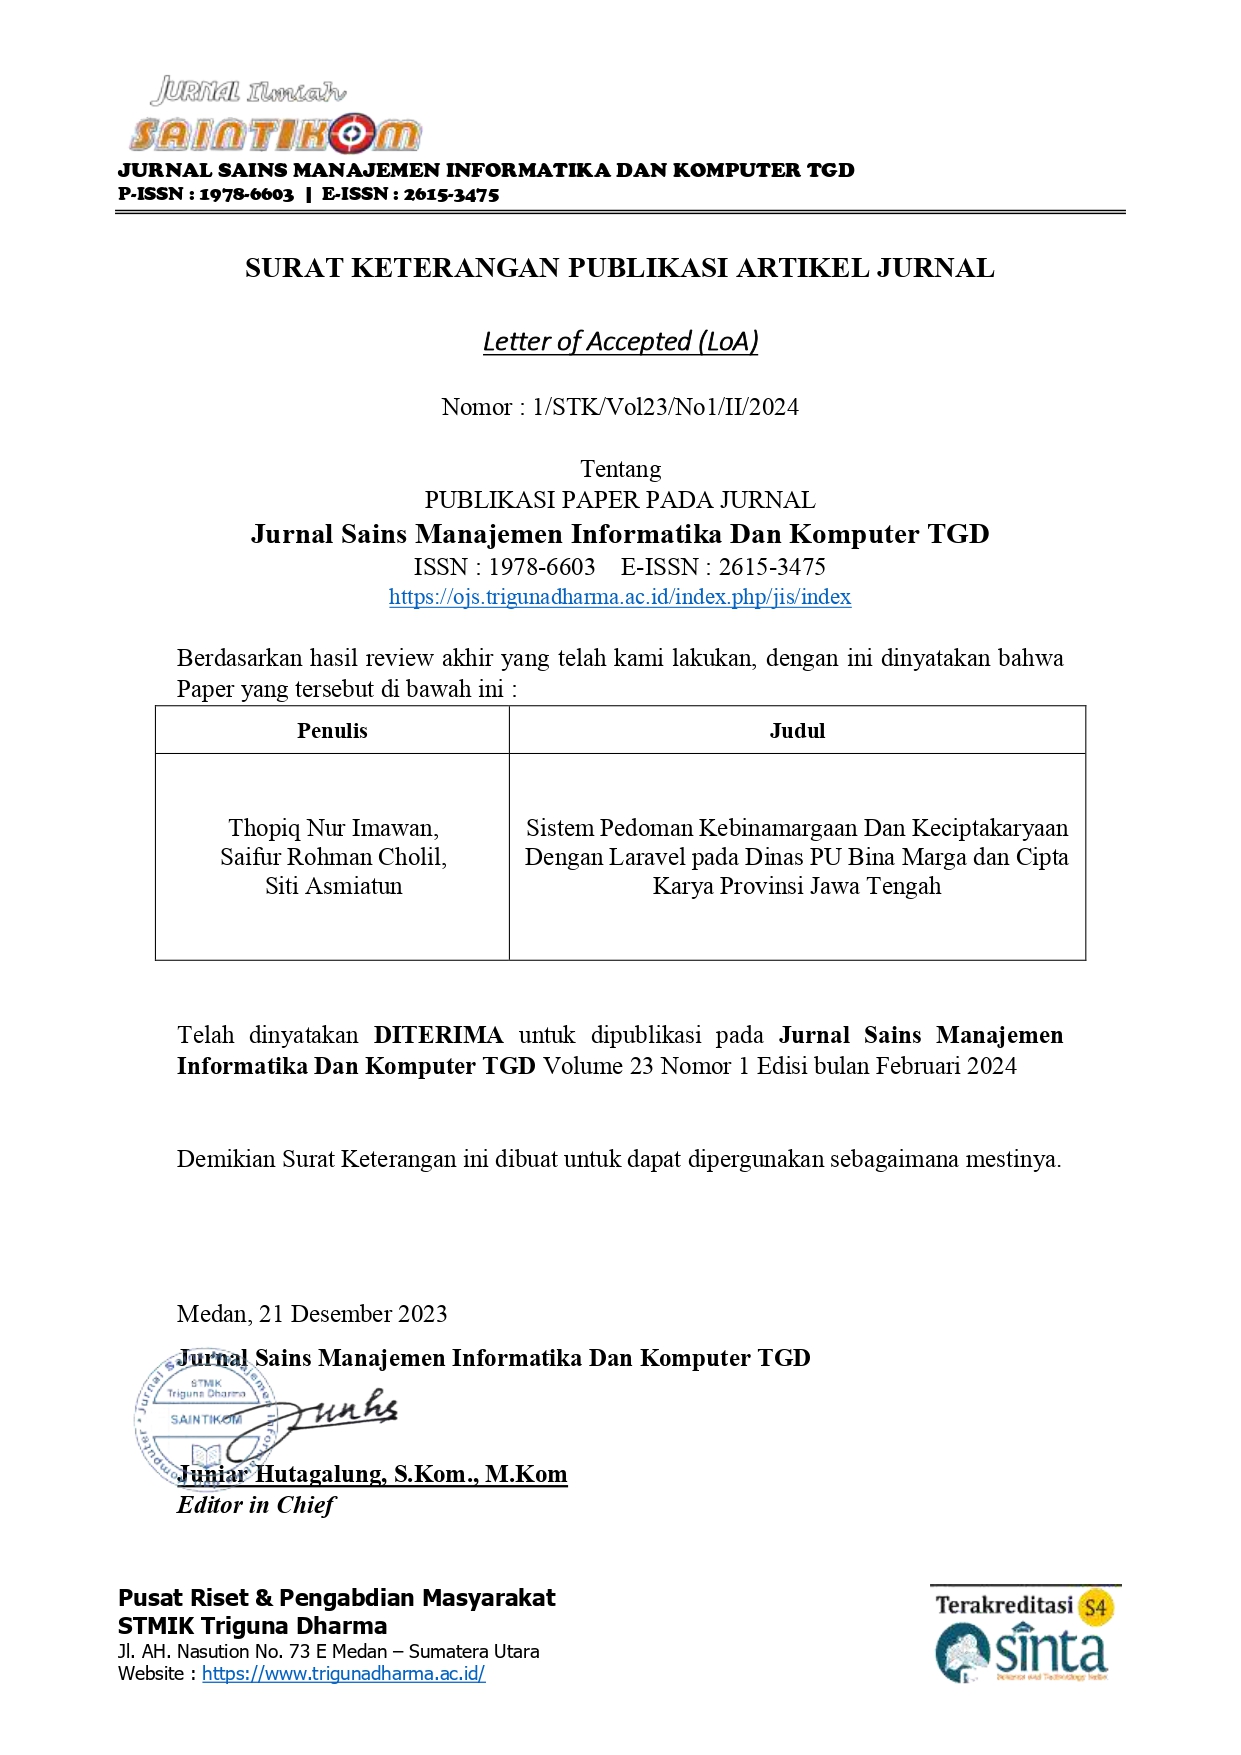 JURNAL Ilmiah
SAINTIKOM
JURNAL SAINS MANAJEMEN INFORMATIKA DAN KOMPUTER TGD
P-ISSN : 1978-6603 | E-ISSN : 2615-3475
SURAT KETERANGAN PUBLIKASI ARTIKEL JURNAL
Letter of Accepted (LoA)
Nomor : 1/STK/Vol23/No1/II/2024
Tentang
PUBLIKASI PAPER PADA JURNAL
Jurnal Sains Manajemen Informatika Dan Komputer TGD
ISSN : 1978-6603 E-ISSN : 2615-3475
https://ojs.trigunadharma.ac.id/index.php/jis/index
Berdasarkan hasil review akhir yang telah kami lakukan, dengan ini dinyatakan bahwa
Paper yang tersebut di bawah ini :
Penulis
Judul
Thopiq Nur Imawan,
Saifur Rohman Cholil,
Siti Asmiatun
Sistem Pedoman Kebinamargaan Dan Keciptakaryaan
Dengan Laravel pada Dinas PU Bina Marga dan Cipta
Karya Provinsi Jawa Tengah
Telah dinyatakan DITERIMA untuk dipublikasi pada Jurnal Sains Manajemen
Informatika Dan Komputer TGD Volume 23 Nomor 1 Edisi bulan Februari 2024
Demikian Surat Keterangan ini dibuat untuk dapat dipergunakan sebagaimana mestinya.
Medan, 21 Desember 2023
Jurnal Sains Manajemen Informatika Dan Komputer TGD
Jurnal Sains Manajemen Informatika dan Komputer
STMIK
Triguna Dharma
SAINTIKOM
Juniar Hutagalung, S.Kom., M.Kom
Editor in Chief
Pusat Riset & Pengabdian Masyarakat
STMIK Triguna Dharma
Jl. AH. Nasution No. 73 E Medan – Sumatera Utara
Website : https://www.trigunadharma.ac.id/
Terakreditasi S4
sinta
Science and Technology Index